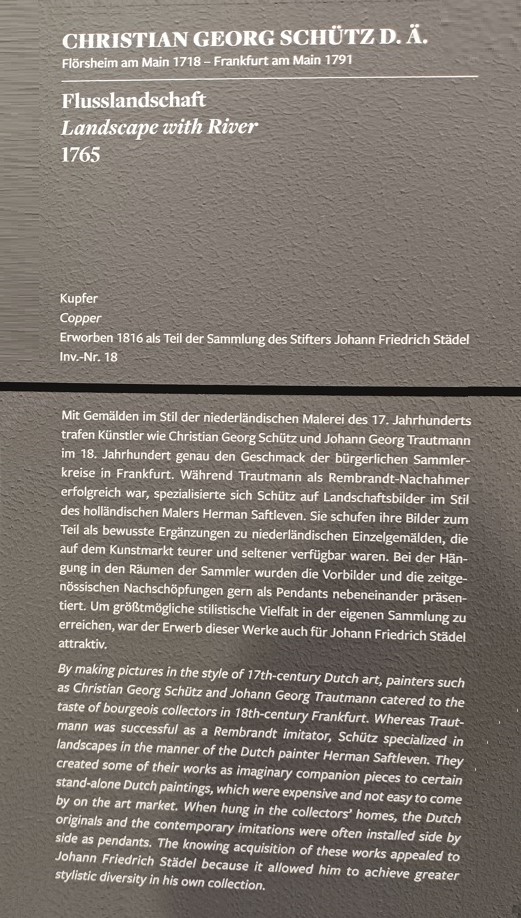 CHRISTIAN GEORG SCHÜTZ D. Ä.
Flörsheim am Main 1718 – Frankfurt am Main 1791
Flusslandschaft
Landscape with River
1765
Kupfer
Copper
Erworben 1816 als Teil der Sammlung des Stifters Johann Friedrich Städel
Inv.-Nr. 18
Mit Gemälden im Stil der niederländischen Malerei des 17. Jahrhunderts
trafen Künstler wie Christian Georg Schütz und Johann Georg Trautmann
im 18. Jahrhundert genau den Geschmack der bürgerlichen Sammler-
kreise in Frankfurt. Während Trautmann als Rembrandt-Nachahmer
erfolgreich war, spezialisierte sich Schütz auf Landschaftsbilder im Stil
des holländischen Malers Herman Saftleven. Sie schufen ihre Bilder zum
Teil als bewusste Ergänzungen zu niederländischen Einzelgemälden, die
auf dem Kunstmarkt teurer und seltener verfügbar waren. Bei der Hän-
gung in den Räumen der Sammler wurden die Vorbilder und die zeitge-
nössischen Nachschöpfungen gern als Pendants nebeneinander präsen-
tiert. Um größtmögliche stilistische Vielfalt in der eigenen Sammlung zu
erreichen, war der Erwerb dieser Werke auch für Johann Friedrich Städel
attraktiv.
By making pictures in the style of 17th-century Dutch art, painters such
as Christian Georg Schütz and Johann Georg Trautmann catered to the
taste of bourgeois collectors in 18th-century Frankfurt. Whereas Traut-
mann was successful as a Rembrandt imitator, Schütz specialized in
landscapes in the manner of the Dutch painter Herman Saftleven. They
created some of their works as imaginary companion pieces to certain
stand-alone Dutch paintings, which were expensive and not easy to come
by on the art market. When hung in the collectors' homes, the Dutch
originals and the contemporary imitations were often installed side by
side as pendants. The knowing acquisition of these works appealed to
Johann Friedrich Städel because it allowed him to achieve greater
stylistic diversity in his own collection.